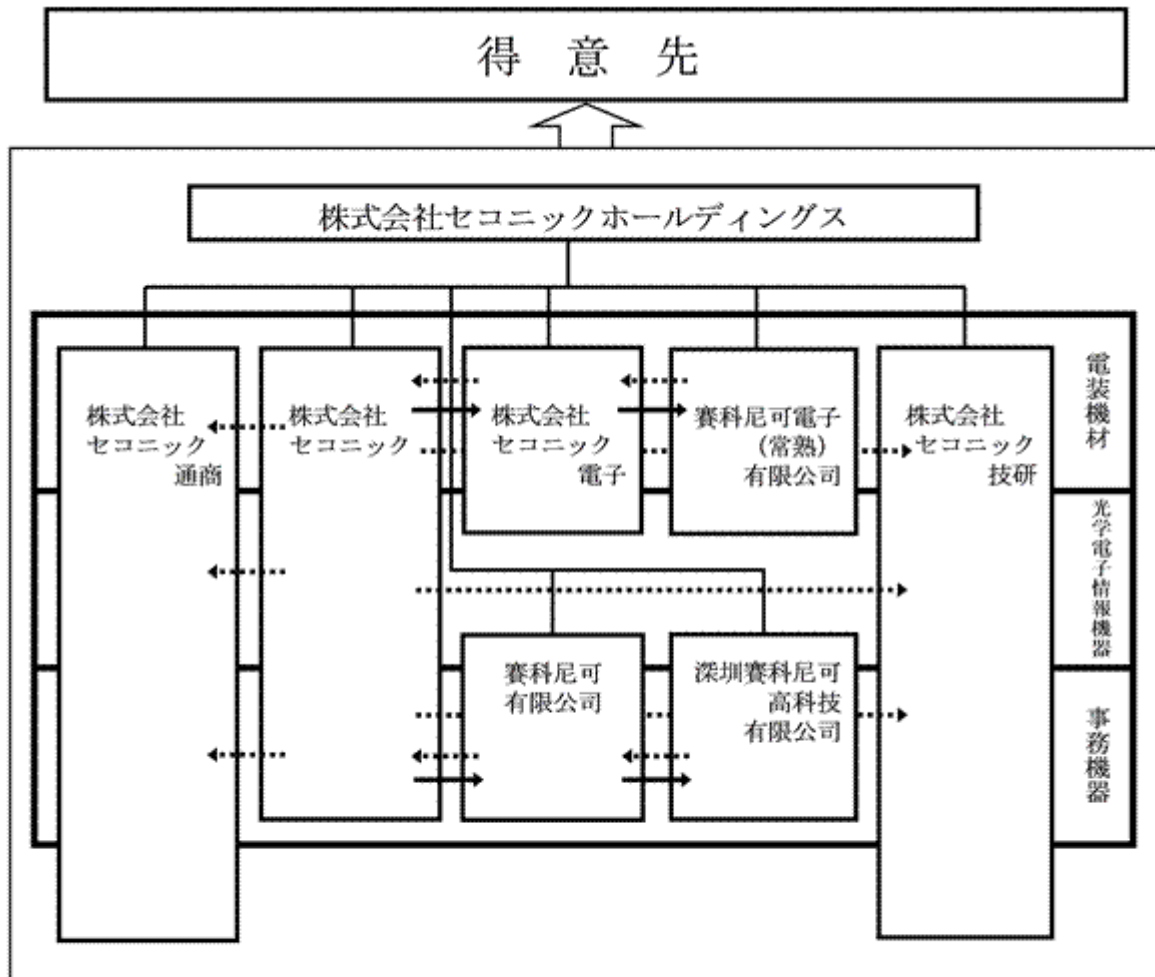 得意先
株式会社セコニックホールディングス
株式会社
セコニック
通商
株式会社
セコニック
株式会社
セコニック
電子
賽科尼可電子
（常熟）
有限公司
株式会社
セコニック
技研
電装機材
光学電子情報機器
賽科尼可
有限公司
深圳賽科尼可
高科技
有限公司
事務機器